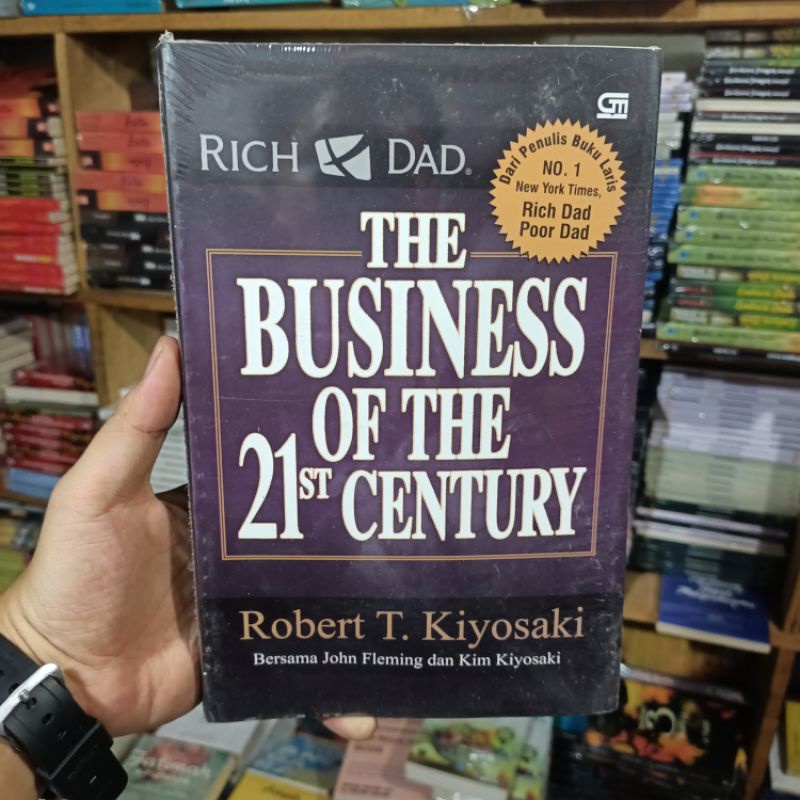 GM
RICH DAD®
Dari Penulis Buku Laris
NO. 1
New York Times,
Rich Dad
Poor Dad
THE
BUSINESS
OF THE
21ST CENTURY
Robert T. Kiyosaki
Bersama John Fleming dan Kim Kiyosaki